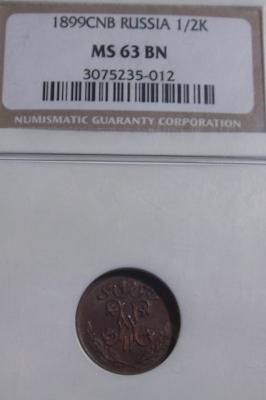 1899CNB RUSSIA 1/2K
MS 63 BN
3075235-012
NUMISMATIC GUARANTY CORPORATION